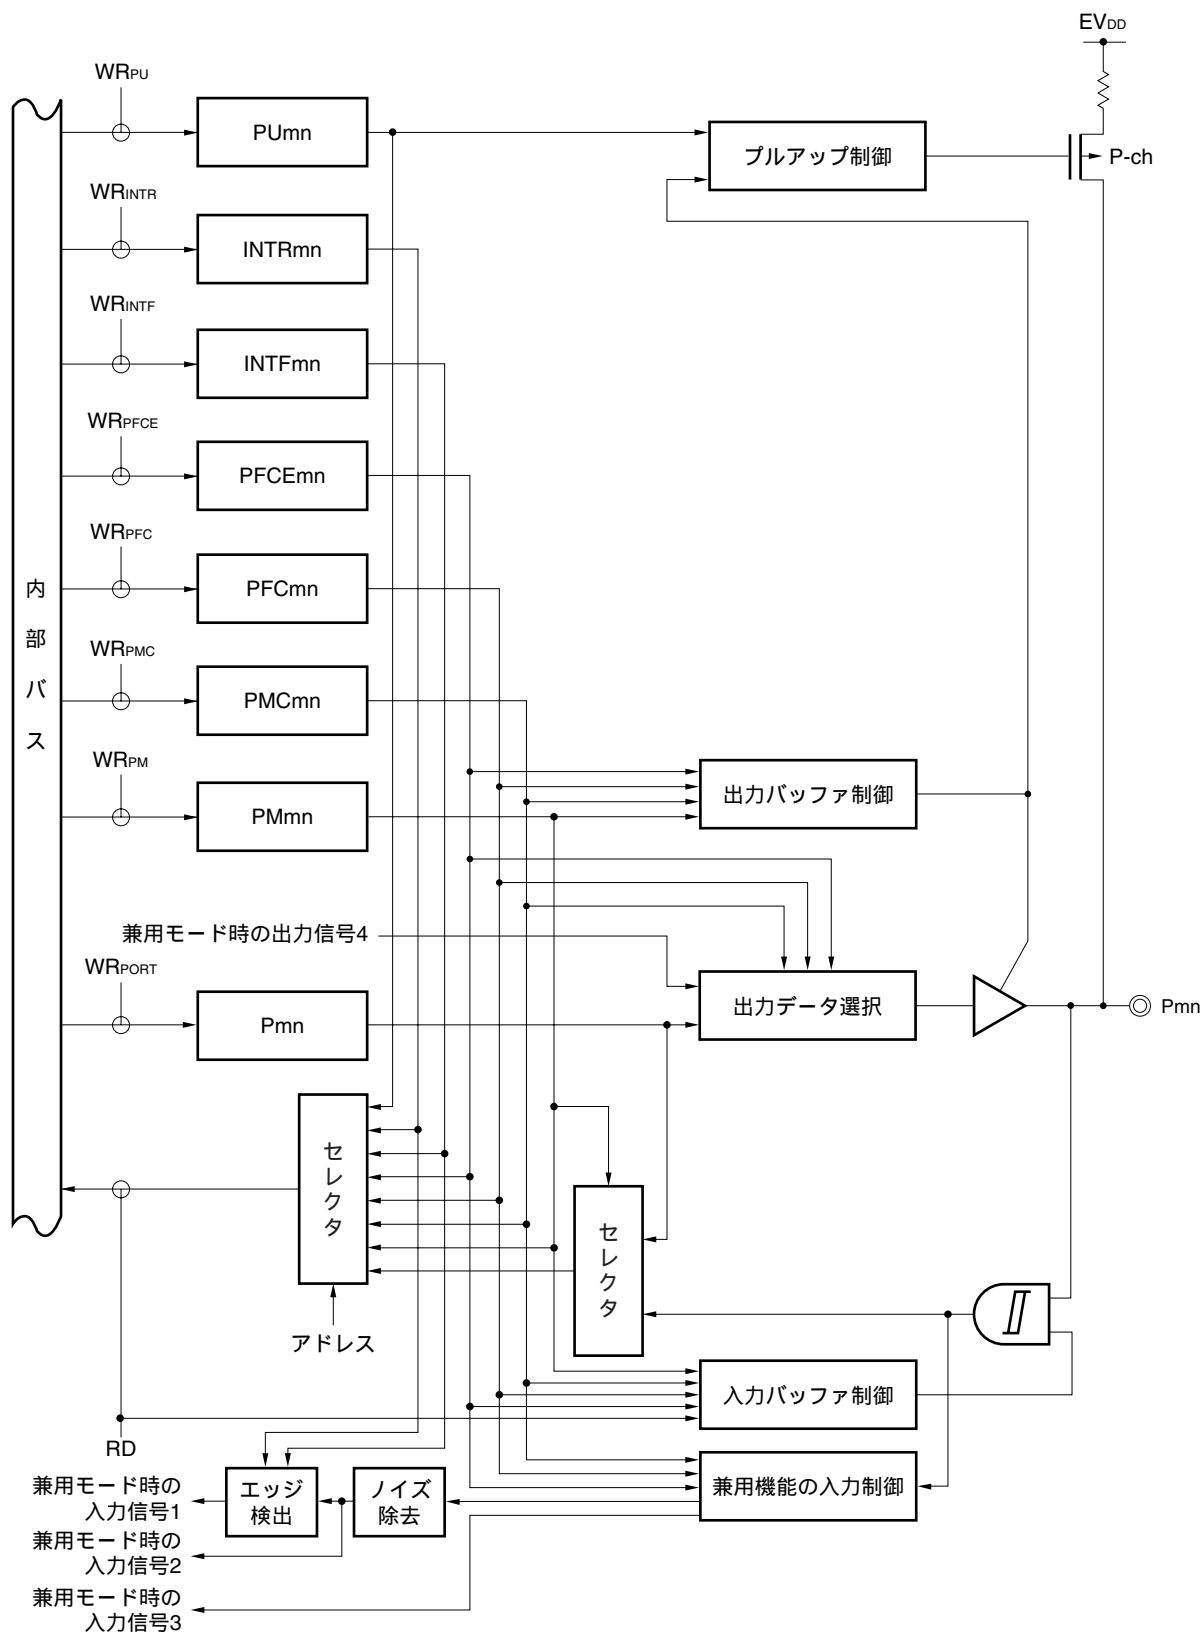 EVDD
WRPU
PUmn
プルアップ制御
P-ch
WRINTR
INTRmn
WRINTF
INTFmn
WRPFCE
PFCEmn
WRPFC
PFCmn
内部バス
WRPMC
PMCmn
WRPM
PMmn
出力バッファ制御
兼用モード時の出力信号4
WRPORT
Pmn
出力データ選択
Pmn
セレクタ
セレクタ
アドレス
入力バッファ制御
RD
兼用モード時の
入力信号1
エッジ
検出
ノイズ
除去
兼用機能の入力制御
兼用モード時の
入力信号2
兼用モード時の
入力信号3